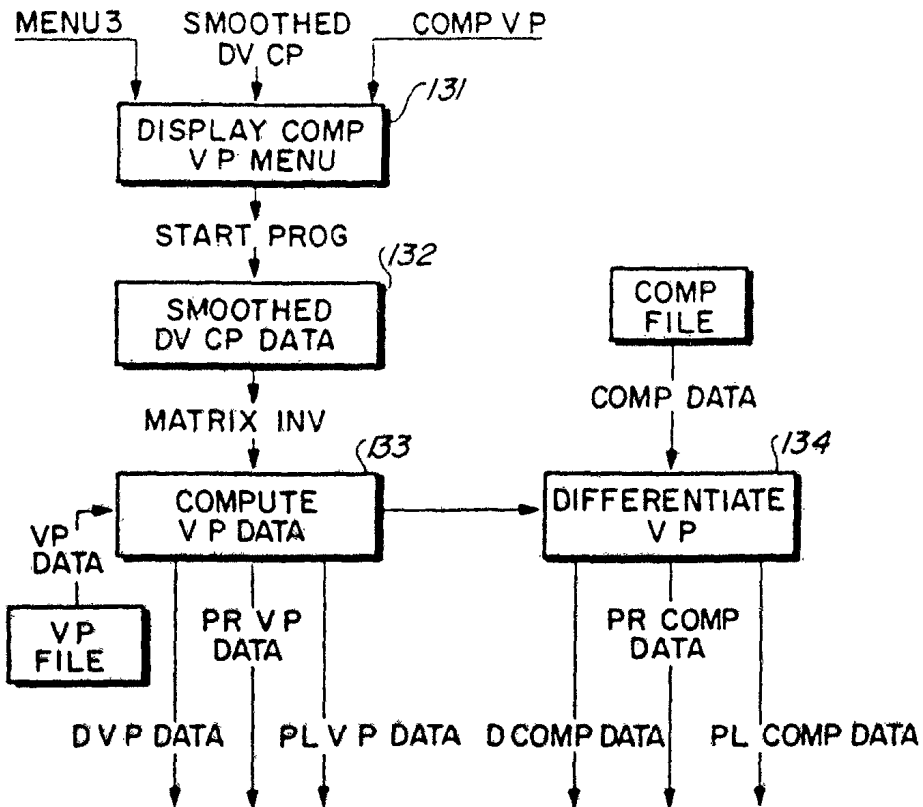 MENU 3
SMOOTHED
DV CP
COMP V P
131
DISPLAY COMP
V P MENU
START PROG
132
SMOOTHED
DV CP DATA
COMP
FILE
MATRIX INV
COMP DATA
133
134
COMPUTE
V P DATA
DIFFERENTIATE
V P
VP
DATA
V P
FILE
PR V P
DATA
PR COMP
DATA
D V P DATA
PL V P DATA
D COMP DATA
PL COMP DATA